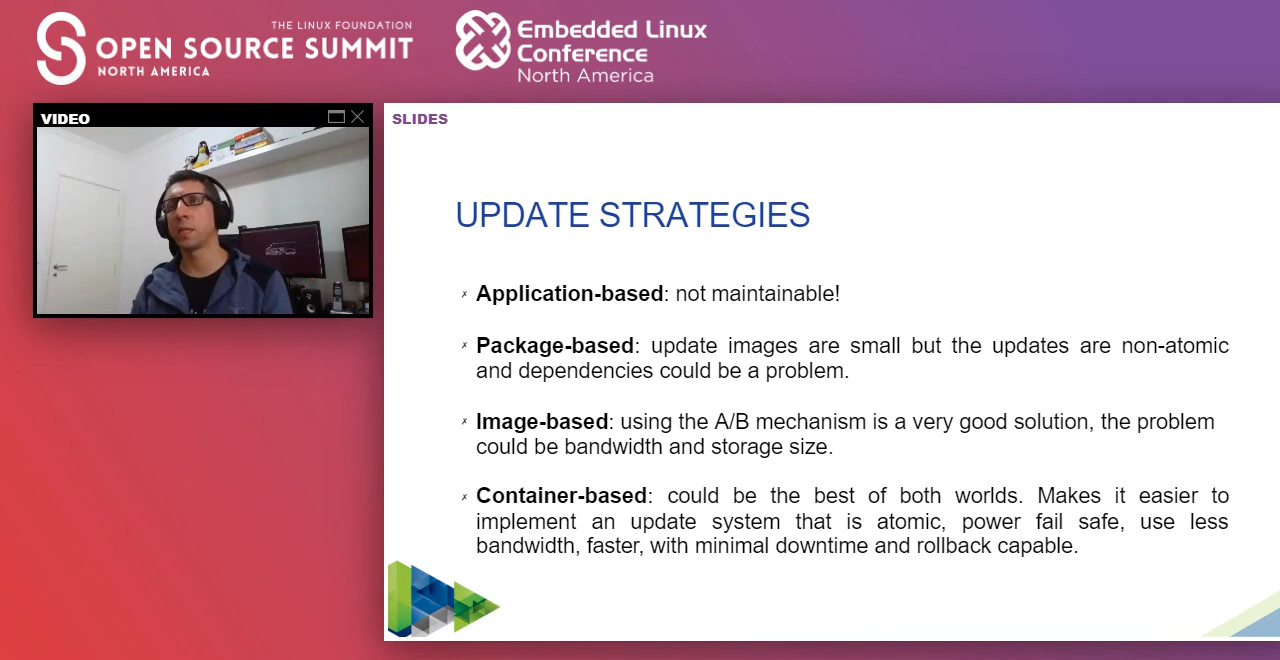 THE LINUX FOUNDATION
OPEN SOURCE SUMMIT
NORTH AMERICA
Embedded Linux
Conference
North America
VIDEO
SLIDES
UPDATE STRATEGIES
✗ Application-based: not maintainable!
✗ Package-based: update images are small but the updates are non-atomic
and dependencies could be a problem.
✗ Image-based: using the A/B mechanism is a very good solution, the problem
could be bandwidth and storage size.
✗ Container-based: could be the best of both worlds. Makes it easier to
implement an update system that is atomic, power fail safe, use less
bandwidth, faster, with minimal downtime and rollback capable.